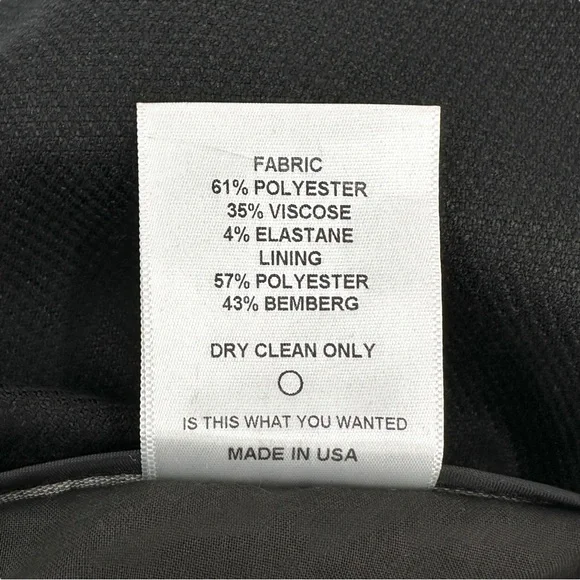 FABRIC
61% POLYESTER
35% VISCOSE
4% ELASTANE
LINING
57% POLYESTER
43% BEMBERG
DRY CLEAN ONLY
IS THIS WHAT YOU WANTED
MADE IN USA